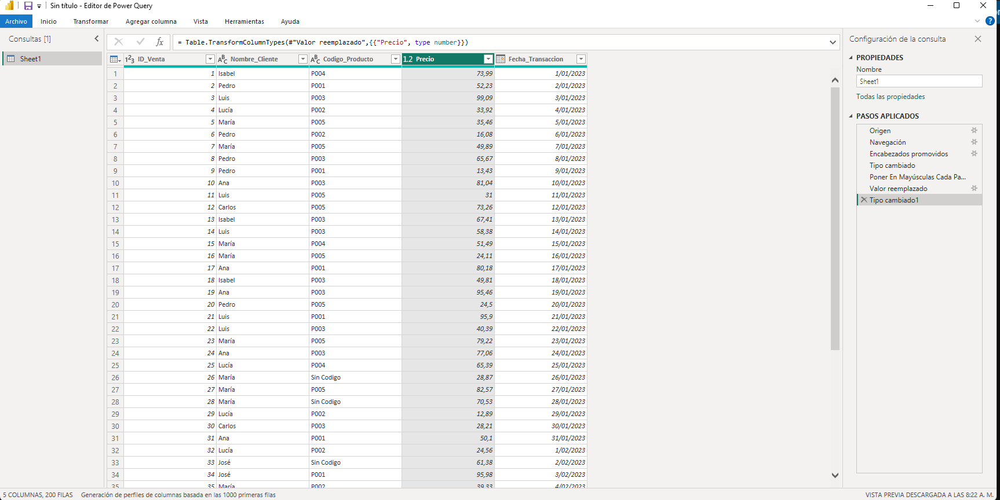 Sin título - Editor de Power Query
Archivo Inicio Transformar Agregar columna Vista Herramientas Ayuda
Consultas [1]
Sheet1
= Table.TransformColumnTypes(#"Valor reemplazado",{{"Precio", type number}})
ID_Venta Nombre_Cliente Codigo_Producto 1.2 Precio Fecha_Transaccion
1 1 Isabel P004 73,99 1/01/2023
2 2 Pedro P001 52,23 2/01/2023
3 3 Luis P003 99,09 3/01/2023
4 4 Lucía P002 33,92 4/01/2023
5 5 María P005 35,46 5/01/2023
6 6 Pedro P002 16,08 6/01/2023
7 7 María P005 49,89 7/01/2023
8 8 Pedro P003 65,67 8/01/2023
9 9 Pedro P001 13,43 9/01/2023
10 10 Ana P003 81,04 10/01/2023
11 11 Luis P005 31 11/01/2023
12 12 Carlos P005 73,26 12/01/2023
13 13 Isabel P003 67,41 13/01/2023
14 14 Luis P003 58,38 14/01/2023
15 15 María P004 51,49 15/01/2023
16 16 María P005 24,11 16/01/2023
17 17 Ana P001 80,18 17/01/2023
18 18 Isabel P003 49,81 18/01/2023
19 19 Ana P003 95,46 19/01/2023
20 20 Pedro P005 24,5 20/01/2023
21 21 Luis P001 95,9 21/01/2023
22 22 Luis P003 40,39 22/01/2023
23 23 María P005 79,22 23/01/2023
24 24 Ana P003 77,06 24/01/2023
25 25 Lucía P004 65,39 25/01/2023
26 26 María Sin Codigo 28,87 26/01/2023
27 27 María P005 82,57 27/01/2023
28 28 María Sin Codigo 70,53 28/01/2023
29 29 Lucía P002 12,89 29/01/2023
30 30 Carlos P003 28,21 30/01/2023
31 31 Ana P001 50,1 31/01/2023
32 32 Lucía P002 24,56 1/02/2023
33 33 José Sin Codigo 61,38 2/02/2023
34 34 José P001 95,98 3/02/2023
35 35 María P002 39,33 4/02/2023
Configuración de la consulta
PROPIEDADES
Nombre
Sheet1
Todas las propiedades
PASOS APLICADOS
Origen
Navegación
Encabezados promovidos
Tipo cambiado
Poner En Mayúsculas Cada Pa...
Valor reemplazado
Tipo cambiado1
5 COLUMNAS, 200 FILAS Generación de perfiles de columnas basada en las 1000 primeras filas
VISTA PREVIA DESCARGADA A LAS 8:22 A. M.